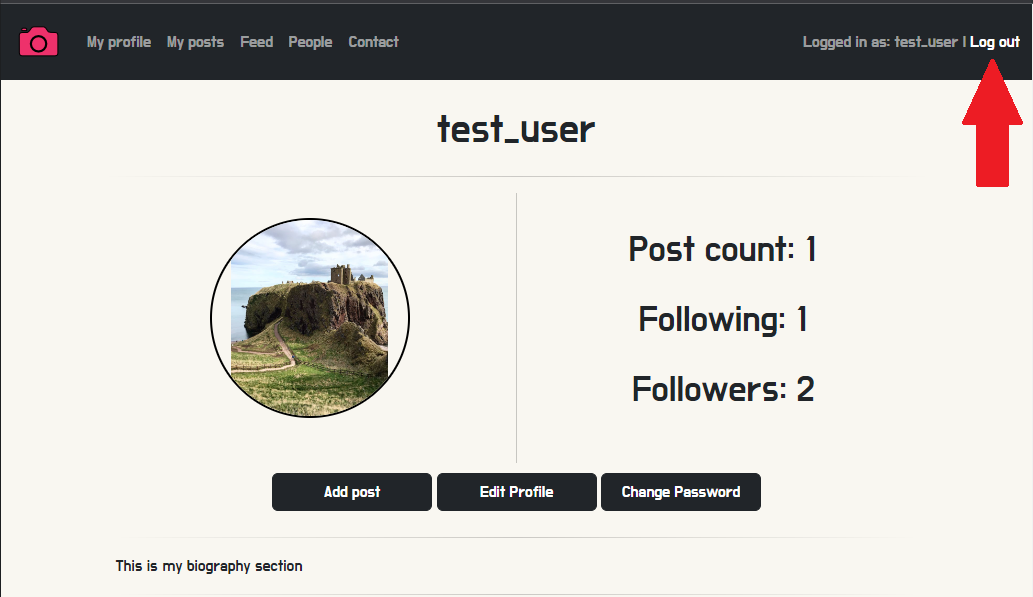 My profile My posts Feed People Contact Logged in as: test_user | Log out
test_user
Post count: 1
Following: 1
Followers: 2
Add post Edit Profile Change Password
This is my biography section